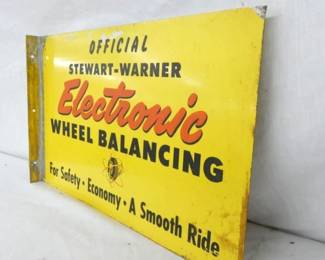 OFFICIAL
STEWART-WARNER
Electronic
WHEEL BALANCING
For Safety · Economy · A Smooth Ride